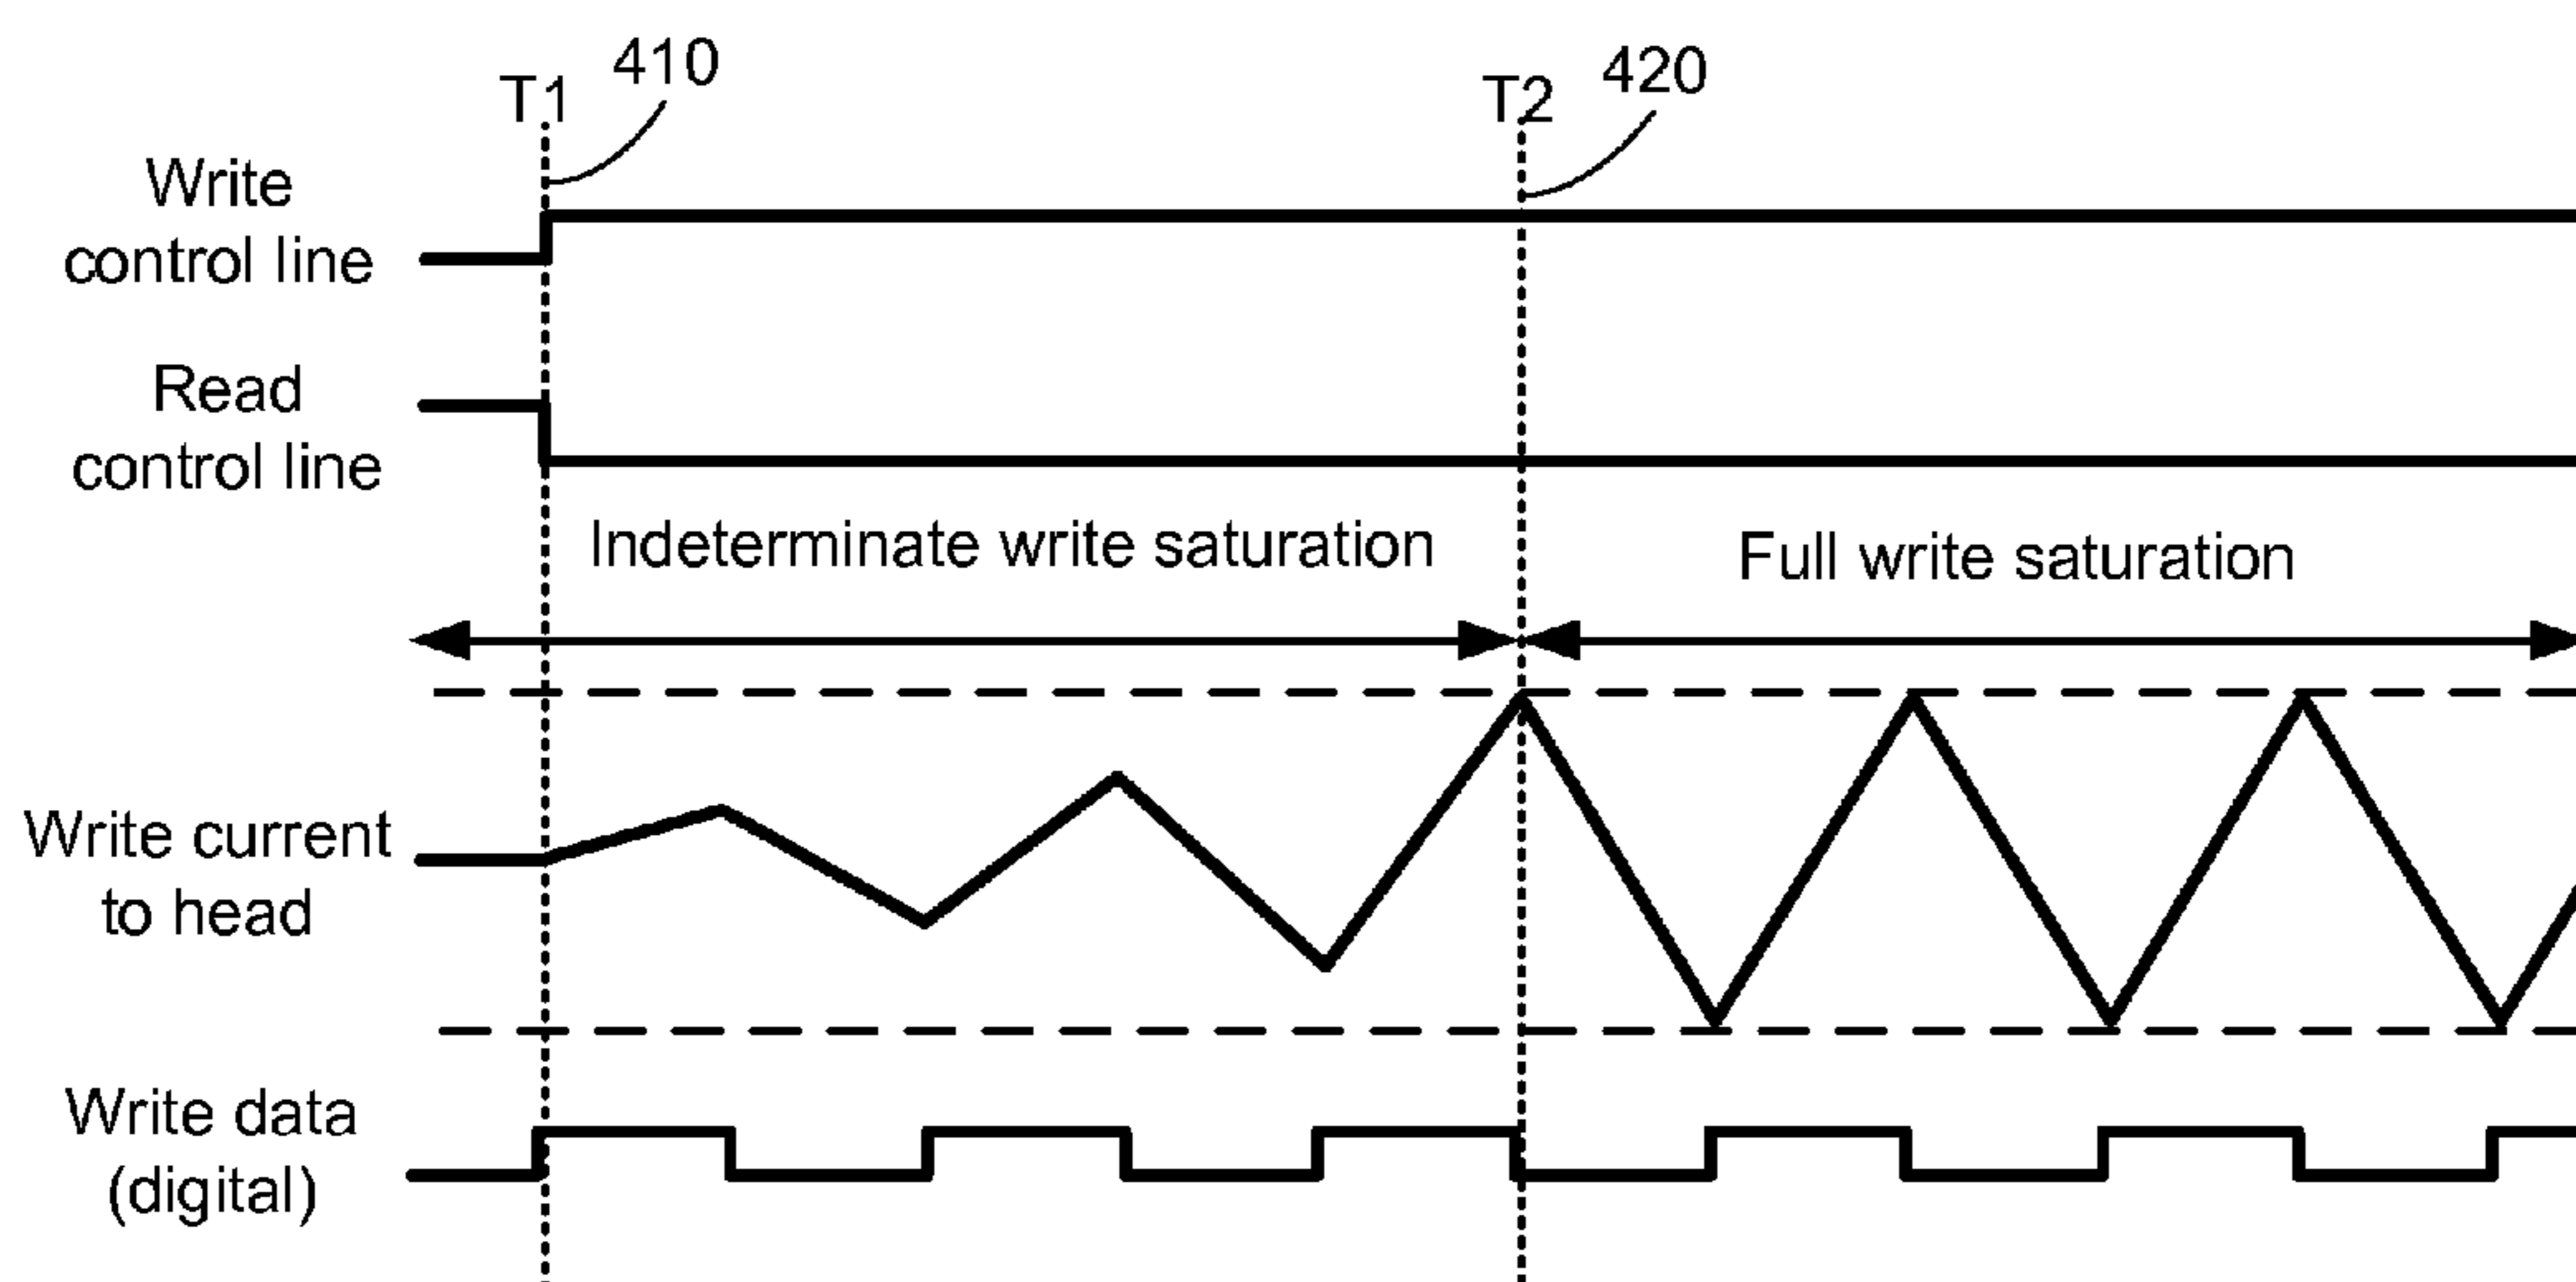 T1
410
T2
420
Write
control line
Read
control line
Indeterminate write saturation
Full write saturation
Write current
to head
Write data
(digital)